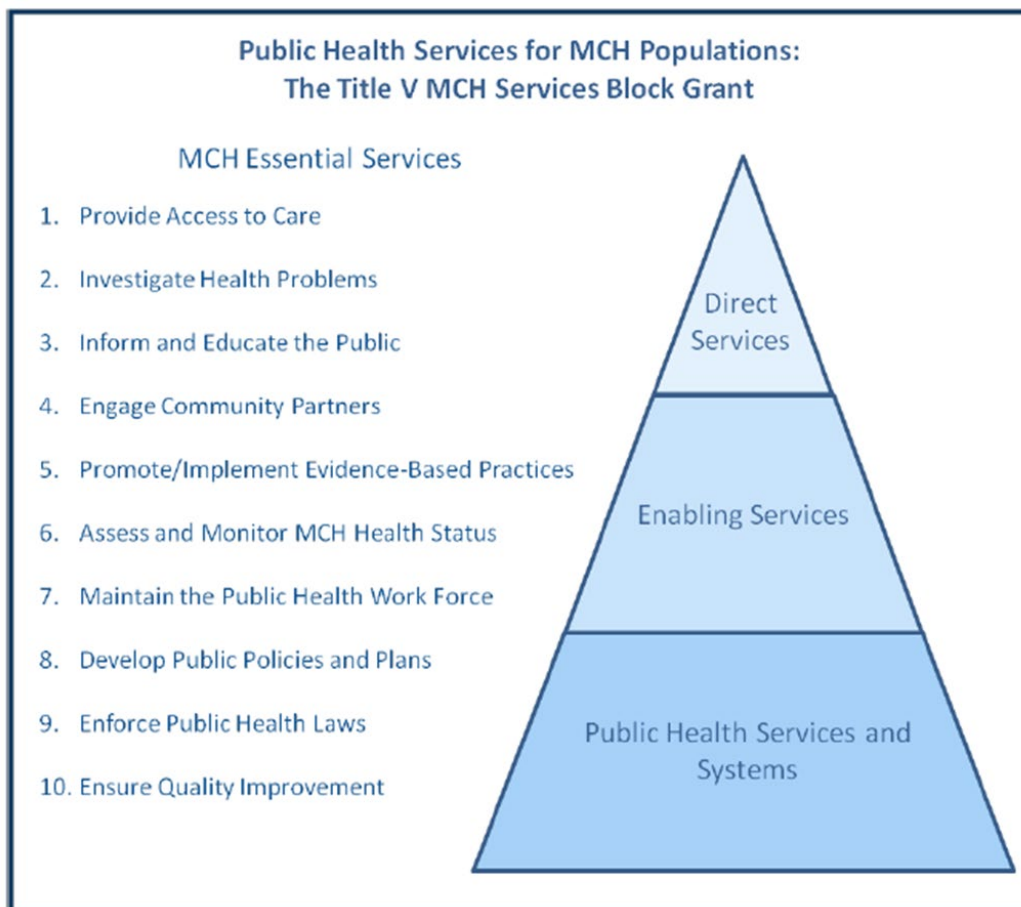 Public Health Services for MCH Populations:
The Title V MCH Services Block Grant
MCH Essential Services
1. Provide Access to Care
2. Investigate Health Problems
3. Inform and Educate the Public
4. Engage Community Partners
5. Promote/Implement Evidence-Based Practices
6. Assess and Monitor MCH Health Status
7. Maintain the Public Health Work Force
8. Develop Public Policies and Plans
9. Enforce Public Health Laws
10. Ensure Quality Improvement
Direct
Services
Enabling Services
Public Health Services and
Systems